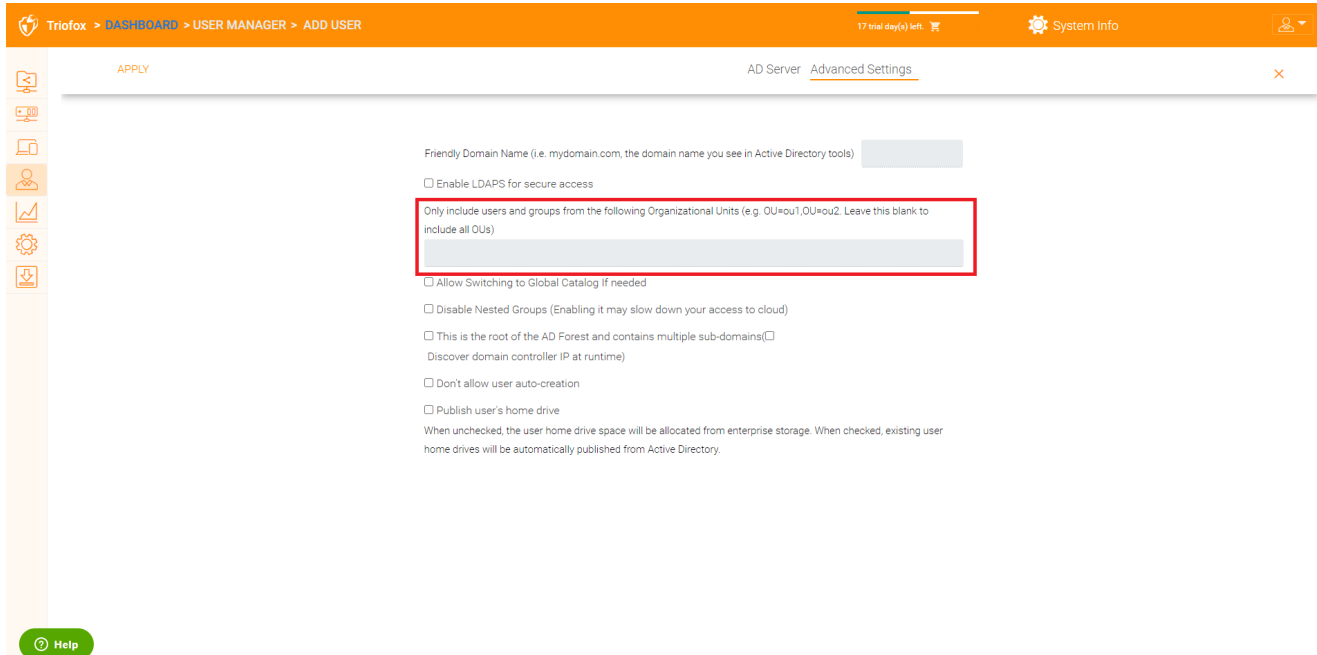 Triofox > DASHBOARD > USER MANAGER > ADD USER
17 trial day(s) left.
System Info
APPLY
AD Server Advanced Settings
Friendly Domain Name (i.e. mydomain.com, the domain name you see in Active Directory tools)
Enable LDAPS for secure access
Only include users and groups from the following Organizational Units (e.g. OU=ou1,OU=ou2. Leave this blank to
include all OUs)
Allow Switching to Global Catalog If needed
Disable Nested Groups (Enabling it may slow down your access to cloud)
This is the root of the AD Forest and contains multiple sub-domains(
Discover domain controller IP at runtime)
Don't allow user auto-creation
Publish user's home drive
When unchecked, the user home drive space will be allocated from enterprise storage. When checked, existing user
home drives will be automatically published from Active Directory.
Help